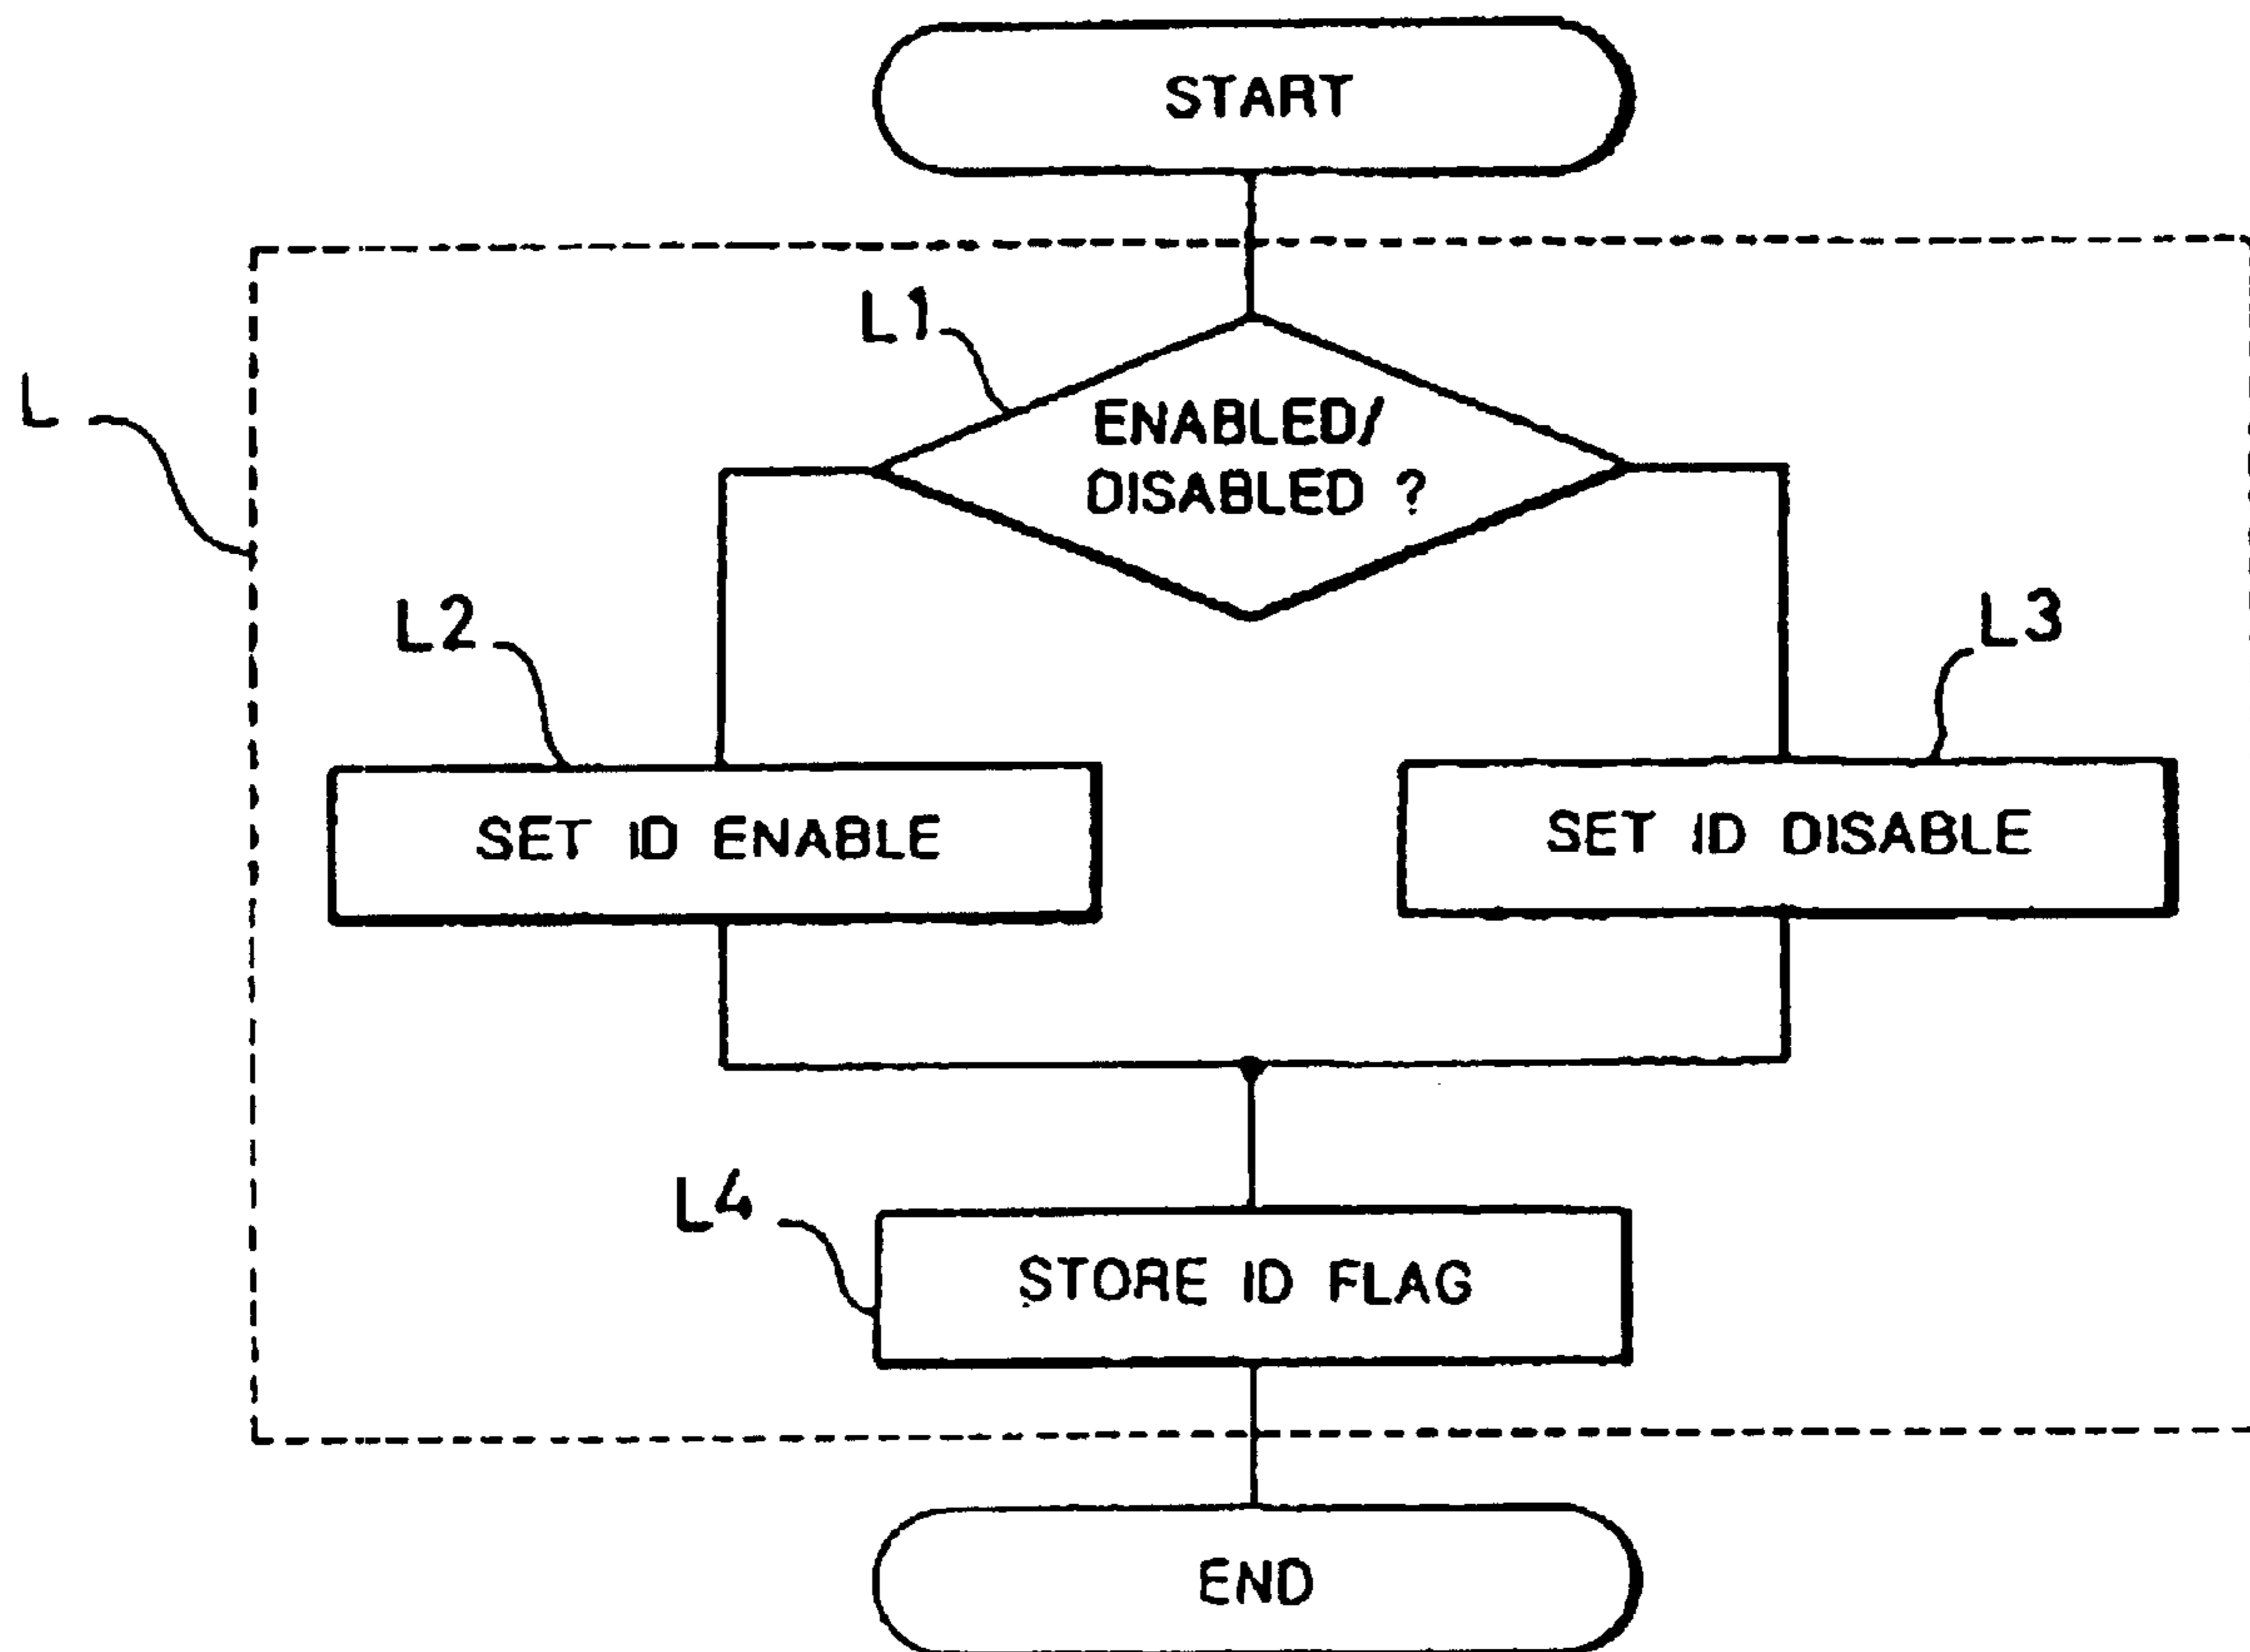 START
L1
ENABLED/
DISABLED ?
L
L2
L3
SET ID ENABLE
SET ID DISABLE
L4
STORE ID FLAG
END